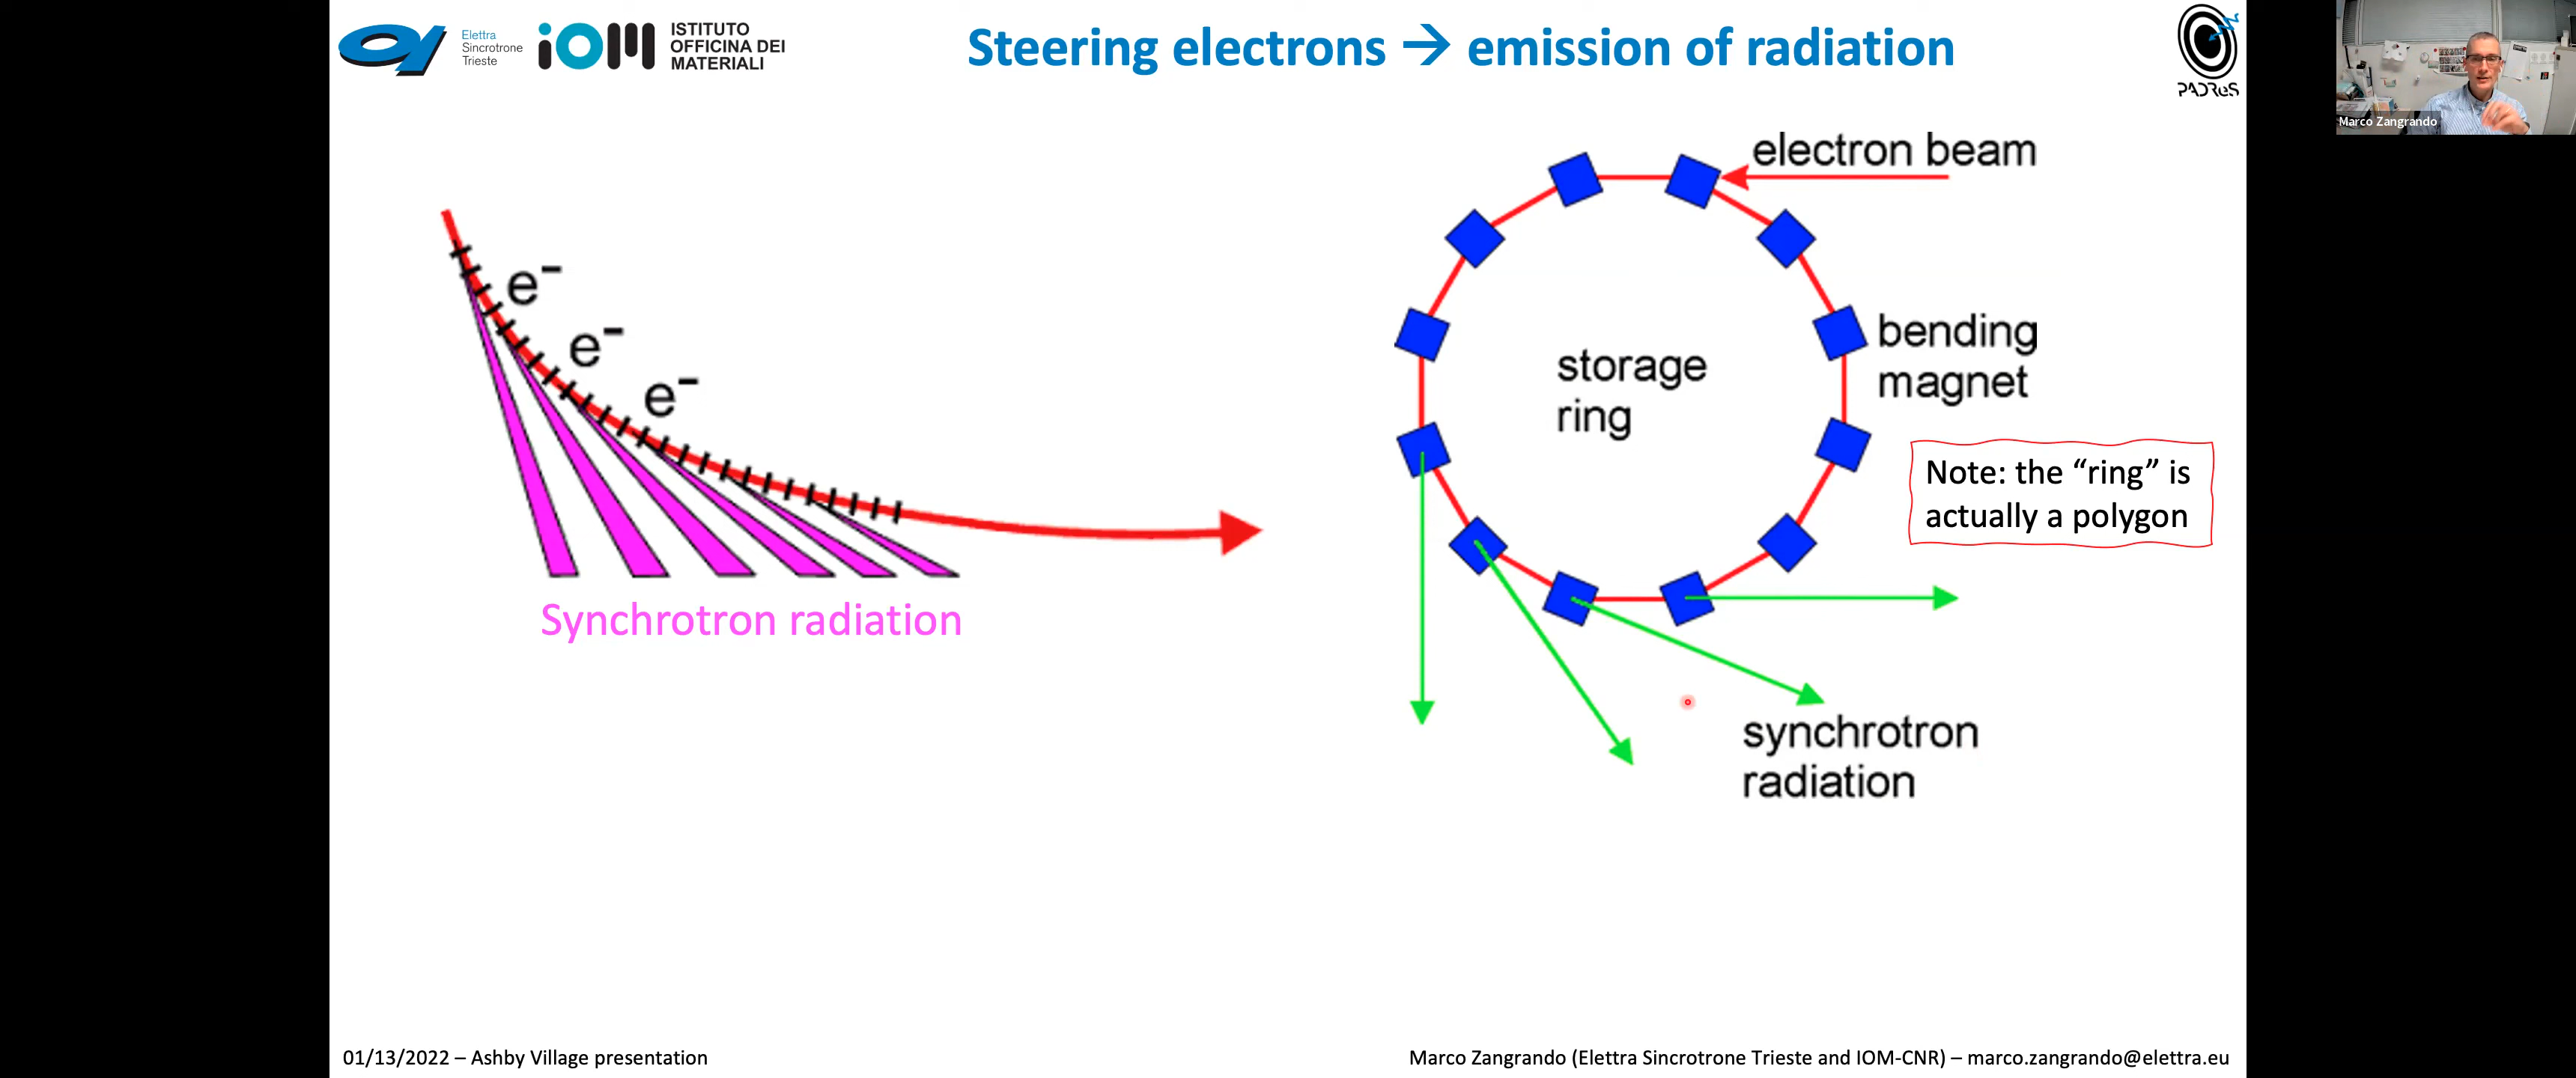 Elettra
Sincrotrone
Trieste
iOM
ISTITUTO
OFFICINA DEI
MATERIALI
Steering electrons → emission of radiation
PADReS
Marco Zangrando
electron beam
e⁻
e⁻
e⁻
bending
magnet
storage
ring
Note: the “ring” is
actually a polygon
Synchrotron radiation
synchrotron
radiation
01/13/2022 – Ashby Village presentation
Marco Zangrando (Elettra Sincrotrone Trieste and IOM-CNR) – marco.zangrando@elettra.eu